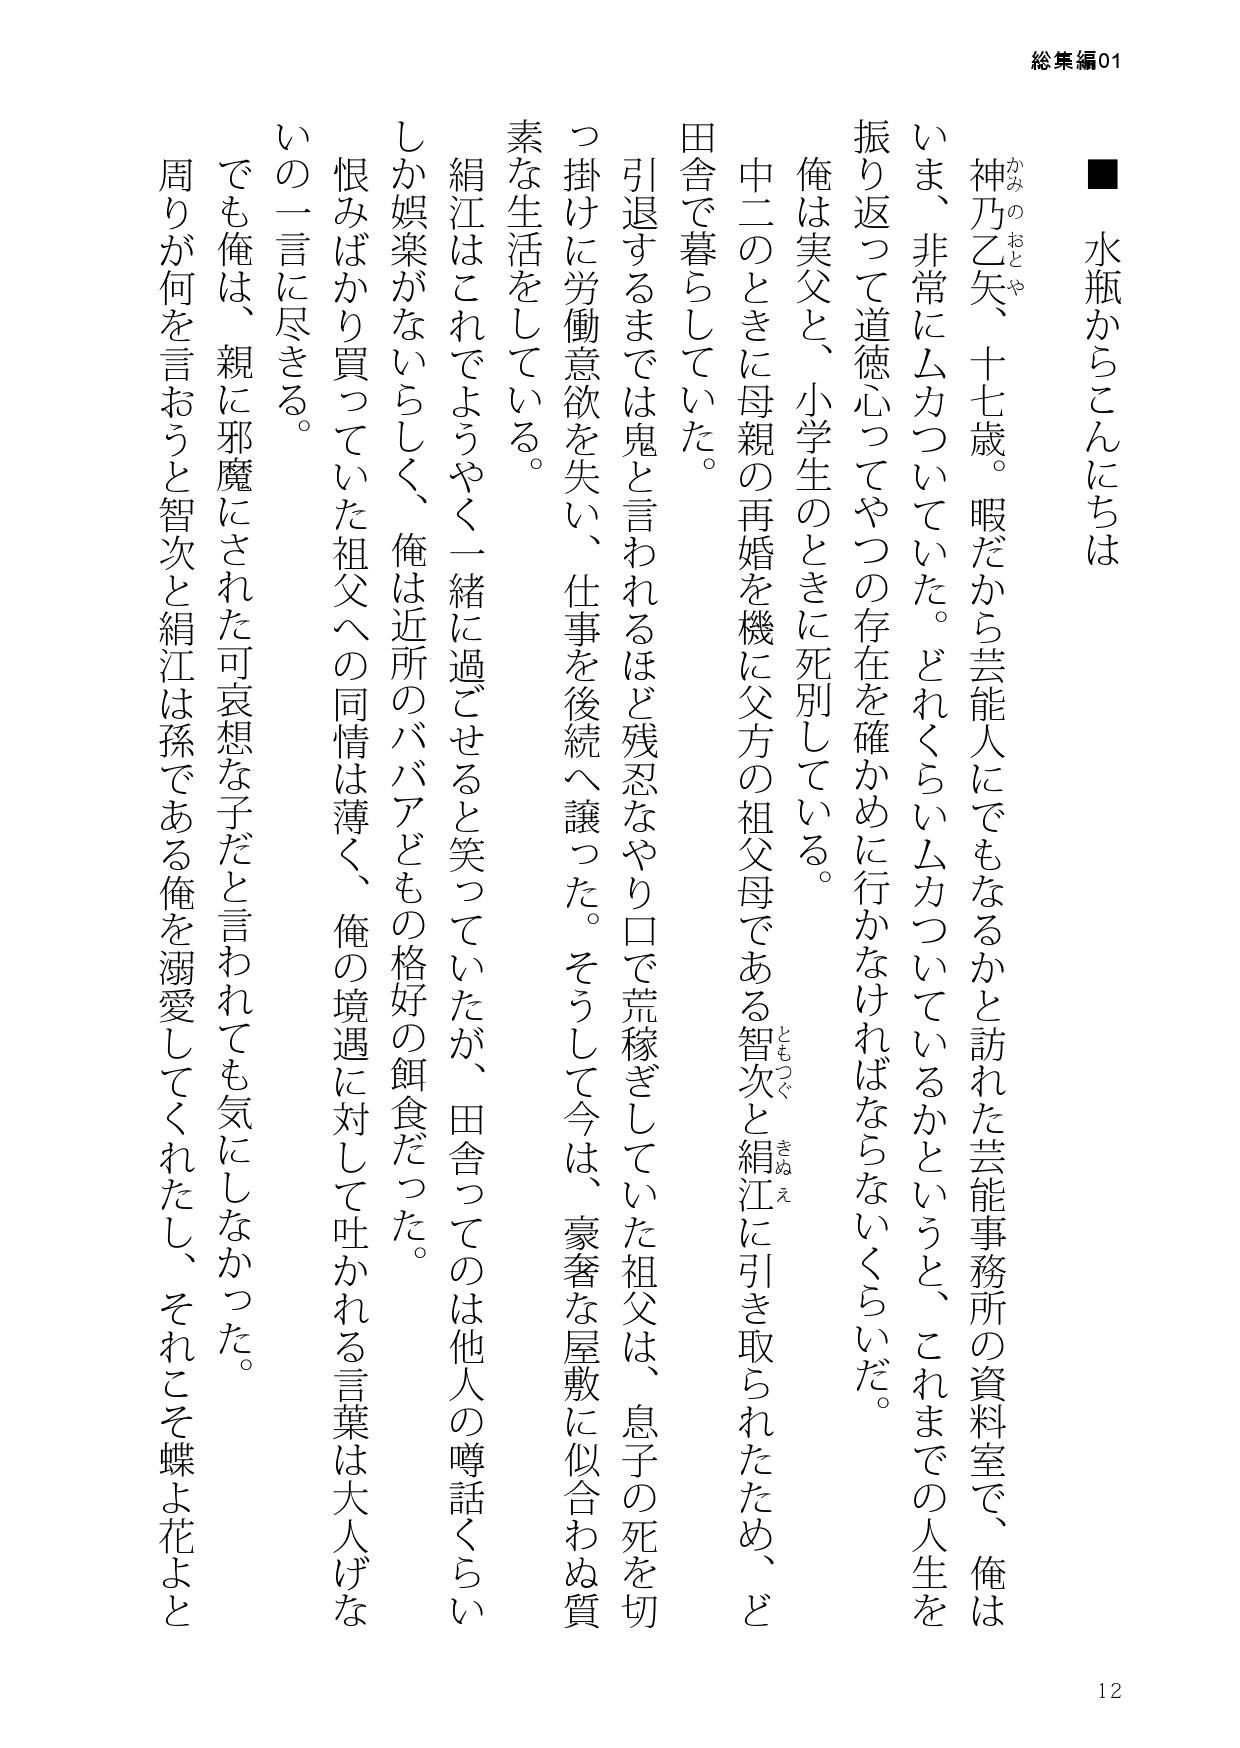 総集編01
■　水瓶からこんにちは
　神乃乙矢、十七歳。暇だから芸能人にでもなるかと訪れた芸能事務所の資料室で、俺は
かみのおとや
いま、非常にムカついていた。どれくらいムカついているかというと、これまでの人生を
振り返って道徳心ってやつの存在を確かめに行かなければならないくらいだ。
　俺は実父と、小学生のときに死別している。
　中二のときに母親の再婚を機に父方の祖父母である智次と絹江に引き取られたため、ど
ともつぐ　きぬえ
田舎で暮らしていた。
　引退するまでは鬼と言われるほど残忍なやり口で荒稼ぎしていた祖父は、息子の死を切
っ掛けに労働意欲を失い、仕事を後続へ譲った。そうして今は、豪奢な屋敷に似合わぬ質
素な生活をしている。
　絹江はこれでようやく一緒に過ごせると笑っていたが、田舎ってのは他人の噂話くらい
しか娯楽がないらしく、俺は近所のババアどもの格好の餌食だった。
　恨みばかり買っていた祖父への同情は薄く、俺の境遇に対して吐かれる言葉は大人げな
いの一言に尽きる。
　でも俺は、親に邪魔にされた可哀想な子だと言われても気にしなかった。
　周りが何を言おうと智次と絹江は孫である俺を溺愛してくれたし、それこそ蝶よ花よと
12